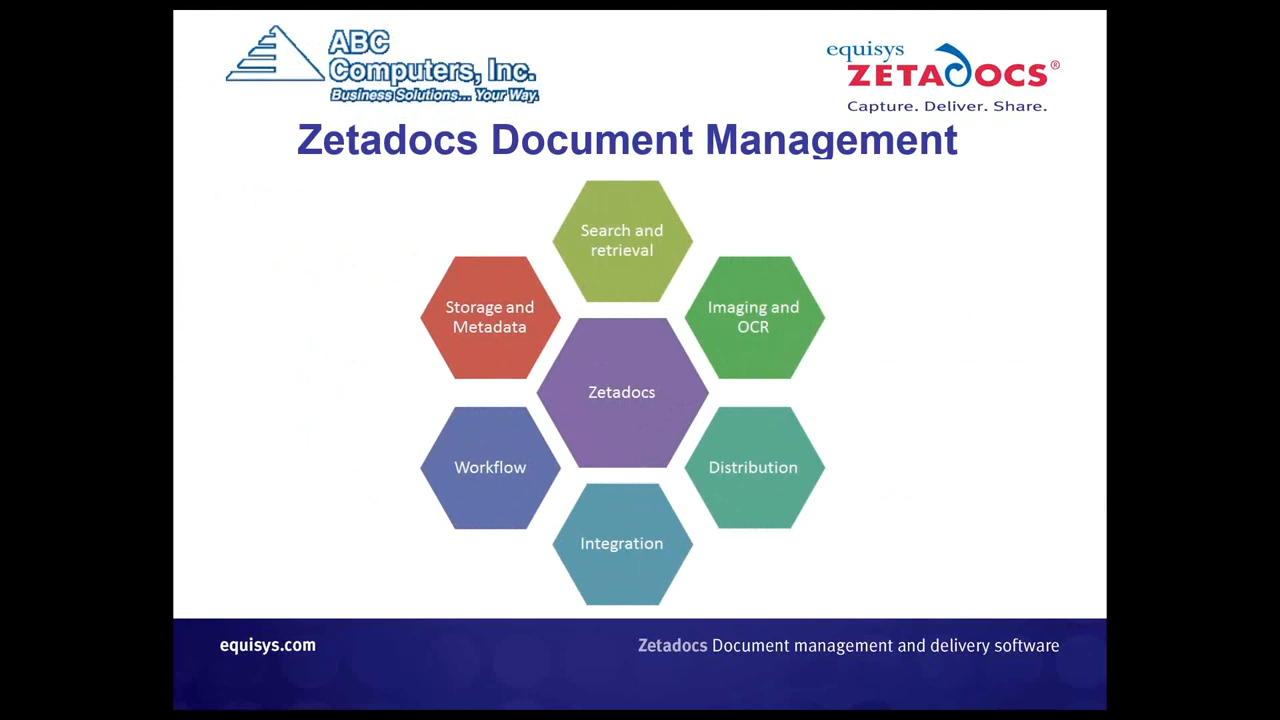 ABC
Computers, Inc.
Business Solutions... Your Way.
equisys
ZETADOCS®
Capture. Deliver. Share.
Zetadocs Document Management
Search and
retrieval
Storage and
Metadata
Imaging and
OCR
Zetadocs
Workflow
Distribution
Integration
equisys.com
Zetadocs Document management and delivery software